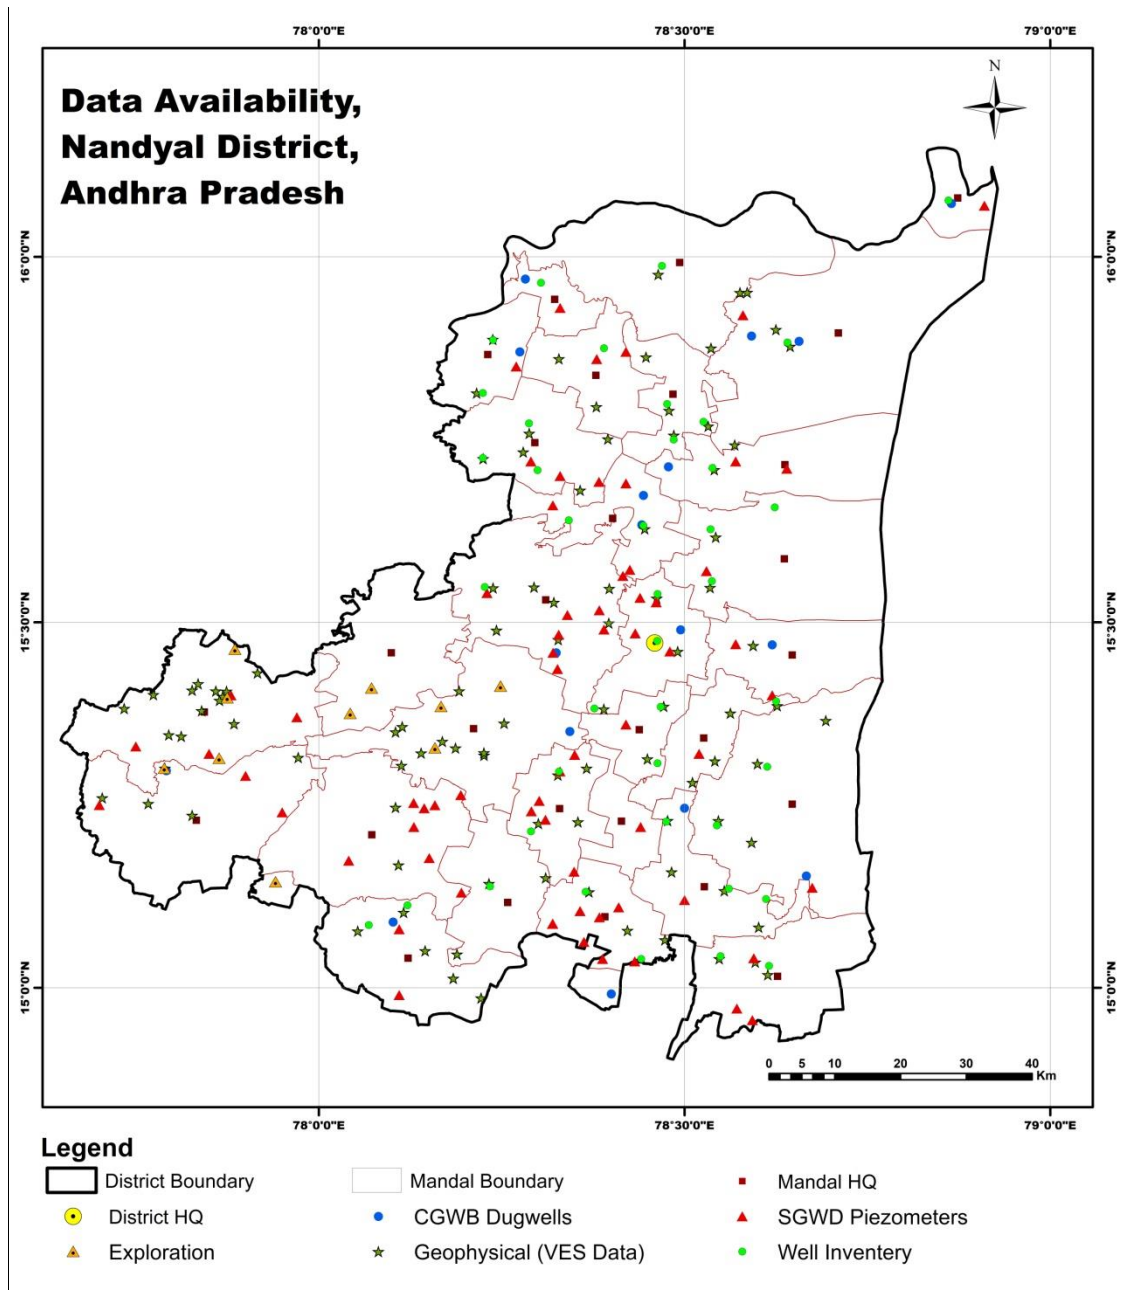 78°0'0"E 78°30'0"E 79°0'0"E
Data Availability,
Nandyal District,
Andhra Pradesh
N
16°0'0"N 16°0'0"N
15°30'0"N 15°30'0"N
15°0'0"N 15°0'0"N
0 5 10 20 30 40
Km
78°0'0"E 78°30'0"E 79°0'0"E
Legend
District Boundary Mandal Boundary Mandal HQ
District HQ CGWB Dugwells SGWD Piezometers
Exploration Geophysical (VES Data) Well Inventery